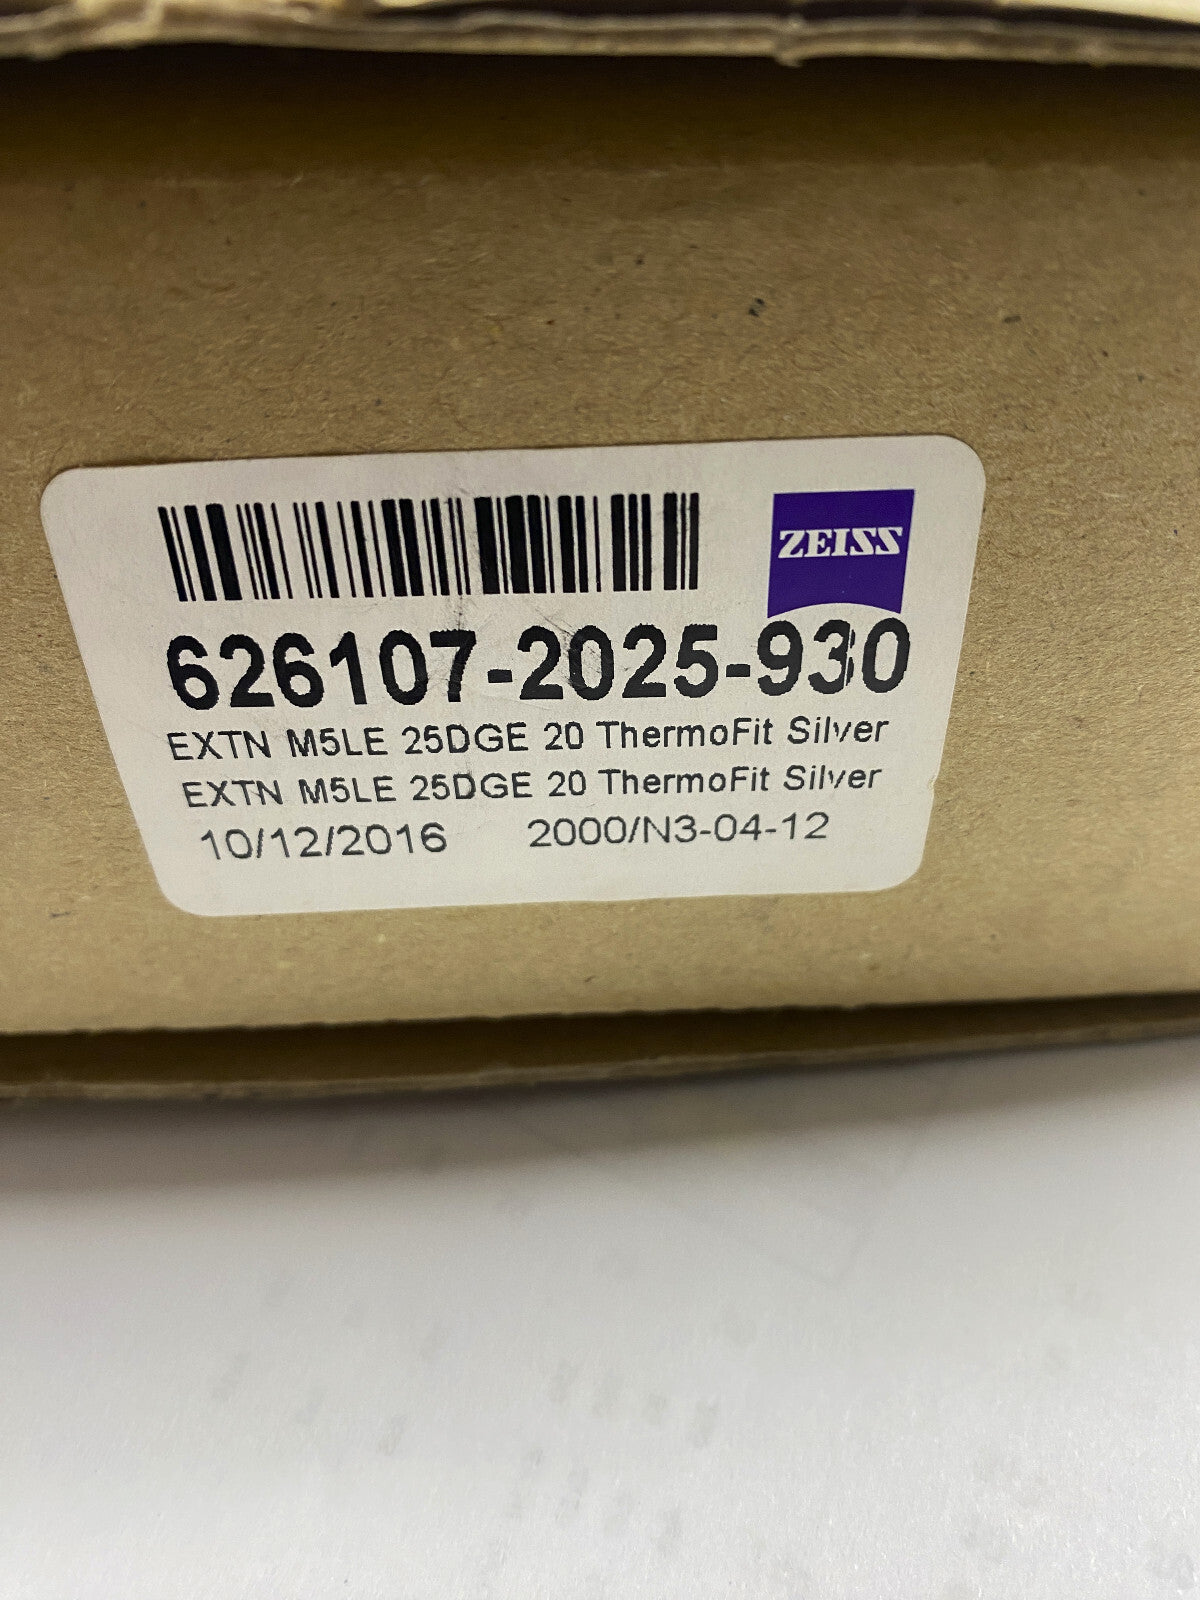 ZEISS
626107-2025-930
EXTN M5LE 25DGE 20 ThermoFit Silver
EXTN M5LE 25DGE 20 ThermoFit Silver
10/12/2016 2000/N3-04-12